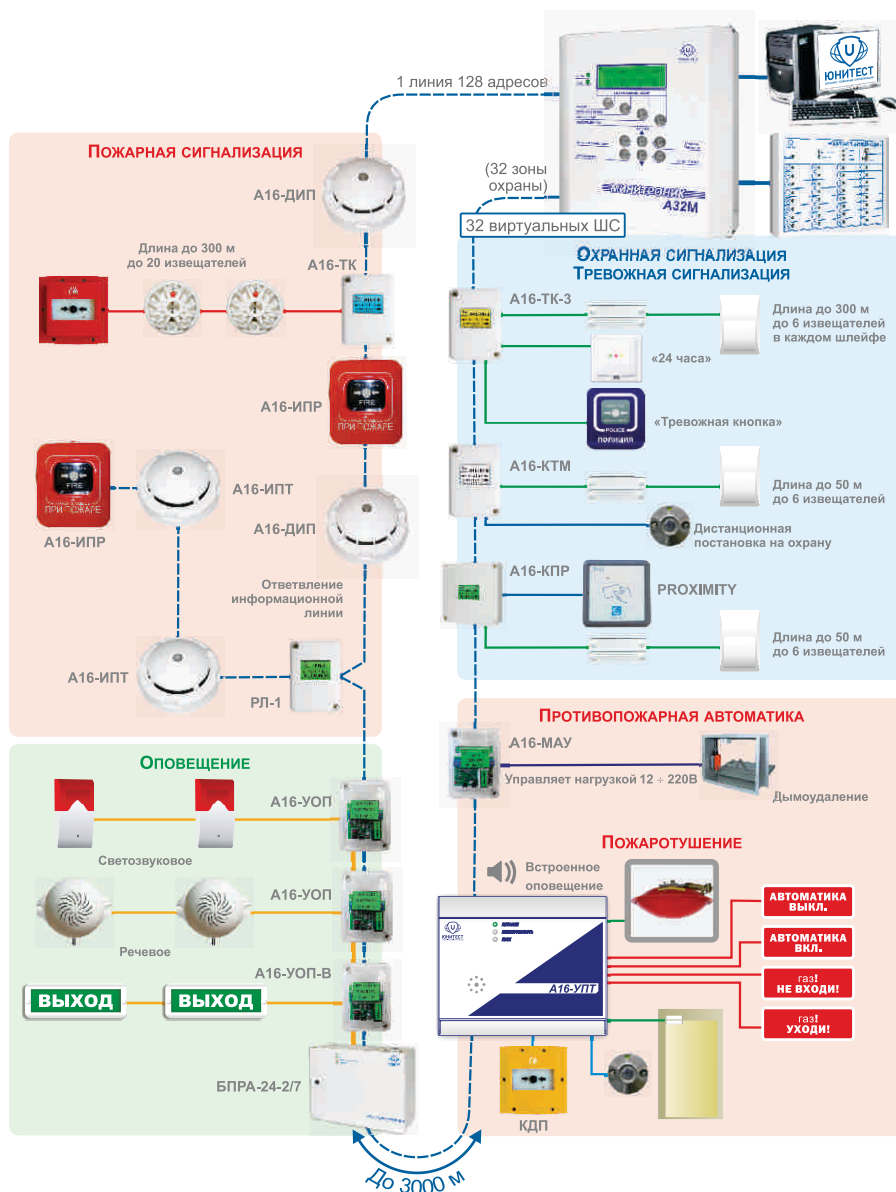 1 линия 128 адресов
ЮНИТЕСТ
МИНИТРОНИК
А32М
(32 зоны
охраны)
32 виртуальных ШС
ПОЖАРНАЯ СИГНАЛИЗАЦИЯ
А16-ДИП
Длина до 300 м
до 20 извещателей
А16-ТК
А16-ИПР
FIRE
ПРИ ПОЖАРЕ
А16-ИПТ
FIRE
ПРИ ПОЖАРЕ
А16-ИПР
А16-ДИП
Ответвление
информационной
линии
А16-ИПТ
РЛ-1
ОХРАННАЯ СИГНАЛИЗАЦИЯ
ТРЕВОЖНАЯ СИГНАЛИЗАЦИЯ
А16-ТК-3
Длина до 300 м
до 6 извещателей
в каждом шлейфе
«24 часа»
POLICE
ПОЛИЦИЯ
«Тревожная кнопка»
А16-КТМ
Длина до 50 м
до 6 извещателей
Дистанционная
постановка на охрану
А16-КПР
PROXIMITY
Длина до 50 м
до 6 извещателей
ОПОВЕЩЕНИЕ
А16-УОП
Светозвуковое
А16-УОП
Речевое
А16-УОП-В
ВЫХОД
ВЫХОД
БПРА-24-2/7
До 3000 м
ПРОТИВОПОЖАРНАЯ АВТОМАТИКА
А16-МАУ
Управляет нагрузкой 12 ÷ 220В
Дымоудаление
ПОЖАРОТУШЕНИЕ
Встроенное
оповещение
ЮНИТЕСТ
А16-УПТ
АВТОМАТИКА
ВЫКЛ.
АВТОМАТИКА
ВКЛ.
газ!
НЕ ВХОДИ!
газ!
УХОДИ!
КДП